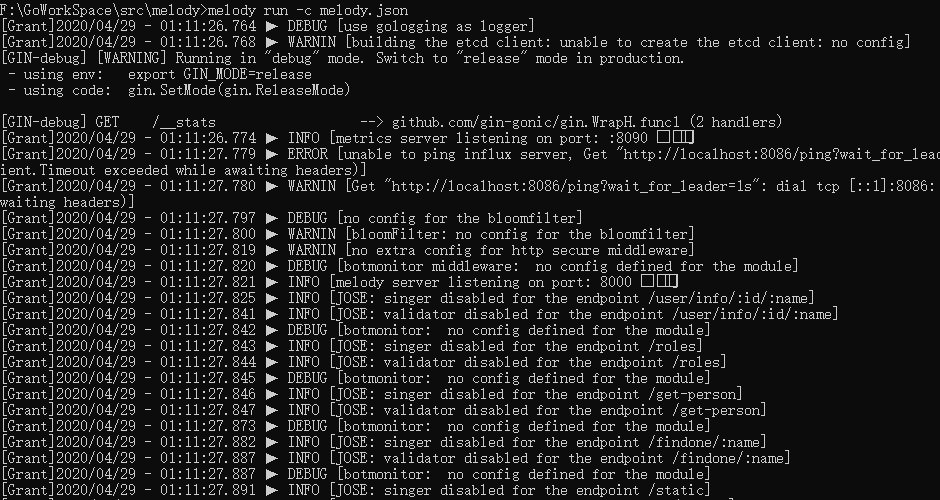 F:\GoWorkSpace\src\melody>melody run -c melody.json
[Grant]2020/04/29 - 01:11:26.764 ▶ DEBUG [use gologging as logger]
[Grant]2020/04/29 - 01:11:26.768 ▶ WARNIN [building the etcd client: unable to create the etcd client: no config]
[GIN-debug] [WARNING] Running in "debug" mode. Switch to "release" mode in production.
 - using env:   export GIN_MODE=release
 - using code:  gin.SetMode(gin.ReleaseMode)
[GIN-debug] GET    /__stats                  --> github.com/gin-gonic/gin.WrapH.func1 (2 handlers)
[Grant]2020/04/29 - 01:11:26.774 ▶ INFO [metrics server listening on port: :8090 □□□]
[Grant]2020/04/29 - 01:11:27.779 ▶ ERROR [unable to ping influx server, Get "http://localhost:8086/ping?wait_for_lead
ient.Timeout exceeded while awaiting headers)]
[Grant]2020/04/29 - 01:11:27.780 ▶ WARNIN [Get "http://localhost:8086/ping?wait_for_leader=1s": dial tcp [::1]:8086:
waiting headers)]
[Grant]2020/04/29 - 01:11:27.797 ▶ DEBUG [no config for the bloomfilter]
[Grant]2020/04/29 - 01:11:27.800 ▶ WARNIN [bloomFilter: no config for the bloomfilter]
[Grant]2020/04/29 - 01:11:27.819 ▶ WARNIN [no extra config for http secure middleware]
[Grant]2020/04/29 - 01:11:27.820 ▶ DEBUG [botmonitor middleware:  no config defined for the module]
[Grant]2020/04/29 - 01:11:27.821 ▶ INFO [melody server listening on port: 8000 □□□]
[Grant]2020/04/29 - 01:11:27.825 ▶ INFO [JOSE: singer disabled for the endpoint /user/info/:id/:name]
[Grant]2020/04/29 - 01:11:27.841 ▶ INFO [JOSE: validator disabled for the endpoint /user/info/:id/:name]
[Grant]2020/04/29 - 01:11:27.842 ▶ DEBUG [botmonitor:  no config defined for the module]
[Grant]2020/04/29 - 01:11:27.843 ▶ INFO [JOSE: singer disabled for the endpoint /roles]
[Grant]2020/04/29 - 01:11:27.844 ▶ INFO [JOSE: validator disabled for the endpoint /roles]
[Grant]2020/04/29 - 01:11:27.845 ▶ DEBUG [botmonitor:  no config defined for the module]
[Grant]2020/04/29 - 01:11:27.846 ▶ INFO [JOSE: singer disabled for the endpoint /get-person]
[Grant]2020/04/29 - 01:11:27.847 ▶ INFO [JOSE: validator disabled for the endpoint /get-person]
[Grant]2020/04/29 - 01:11:27.873 ▶ DEBUG [botmonitor:  no config defined for the module]
[Grant]2020/04/29 - 01:11:27.882 ▶ INFO [JOSE: singer disabled for the endpoint /findone/:name]
[Grant]2020/04/29 - 01:11:27.887 ▶ INFO [JOSE: validator disabled for the endpoint /findone/:name]
[Grant]2020/04/29 - 01:11:27.887 ▶ DEBUG [botmonitor:  no config defined for the module]
[Grant]2020/04/29 - 01:11:27.891 ▶ INFO [JOSE: singer disabled for the endpoint /static]